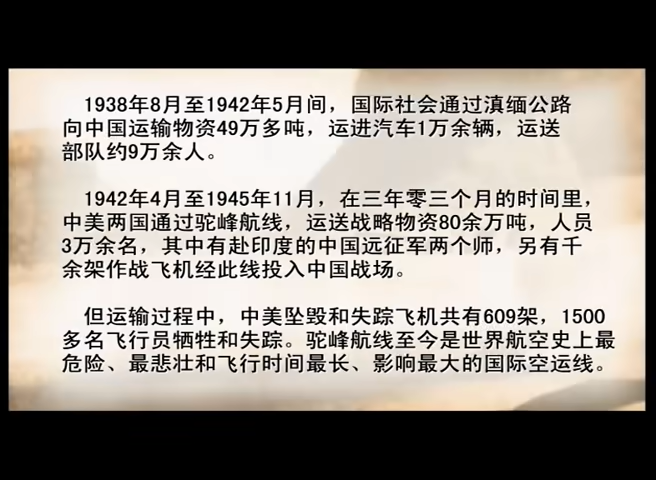 1938年8月至1942年5月间，国际社会通过滇缅公路
向中国运输物资49万多吨，运进汽车1万余辆，运送
部队约9万余人。
1942年4月至1945年11月，在三年零三个月的时间里，
中美两国通过驼峰航线，运送战略物资80余万吨，人员
3万余名，其中有赴印度的中国远征军两个师，另有千
余架作战飞机经此线投入中国战场。
但运输过程中，中美坠毁和失踪飞机共有609架，1500
多名飞行员牺牲和失踪。驼峰航线至今是世界航空史上最
危险、最悲壮和飞行时间最长、影响最大的国际空运线。